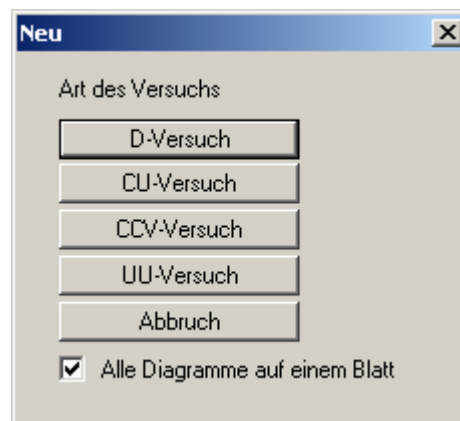 Neu
Art des Versuchs
D-Versuch
CU-Versuch
CCV-Versuch
UU-Versuch
Abbruch
Alle Diagramme auf einem Blatt